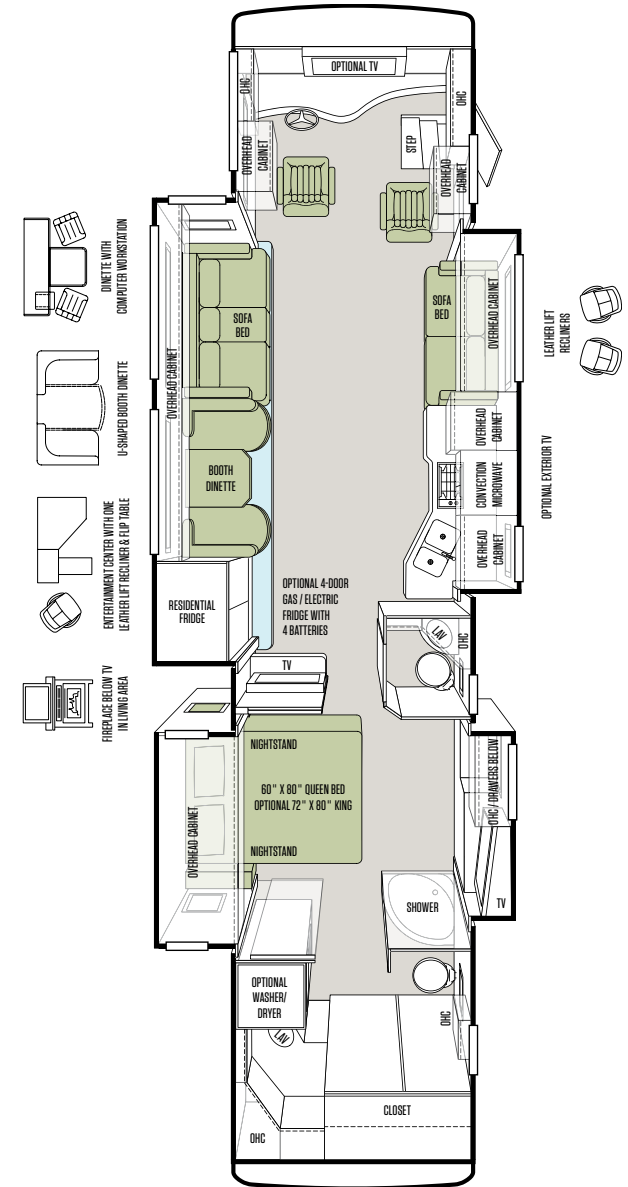 OPTIONAL TV
OHC
OHC
OVERHEAD
CABINET
STEP
OVERHEAD
CABINET
DINETTE WITH
COMPUTER WORKSTATION
OVERHEAD CABINET
SOFA
BED
SOFA
BED
OVERHEAD CABINET
LEATHER LIFT
RECLINERS
U-SHAPED BOOTH DINETTE
BOOTH
DINETTE
OVERHEAD
CABINET
CONVECTION
MICROWAVE
OVERHEAD
CABINET
OPTIONAL EXTERIOR TV
ENTERTAINMENT CENTER WITH ONE
LEATHER LIFT RECLINER & FLIP TABLE
RESIDENTIAL
FRIDGE
OPTIONAL 4-DOOR
GAS / ELECTRIC
FRIDGE WITH
4 BATTERIES
LAV
OHC
TV
FIREPLACE BELOW TV
IN LIVING AREA
NIGHTSTAND
60" X 80" QUEEN BED
OPTIONAL 72" X 80" KING
NIGHTSTAND
OVERHEAD CABINET
OHC / DRAWERS BELOW
TV
SHOWER
OPTIONAL
WASHER/
DRYER
LAV
OHC
CLOSET
OHC